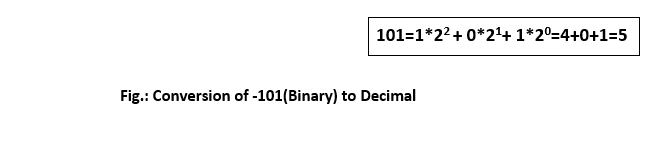 101=1*2²+ 0*2¹+ 1*2⁰=4+0+1=5
Fig.: Conversion of -101(Binary) to Decimal